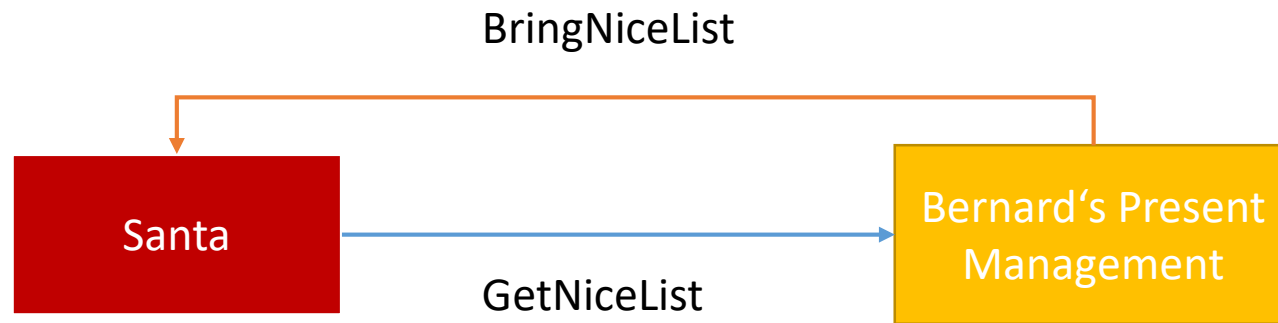 BringNiceList
Santa
Bernard‘s Present
Management
GetNiceList